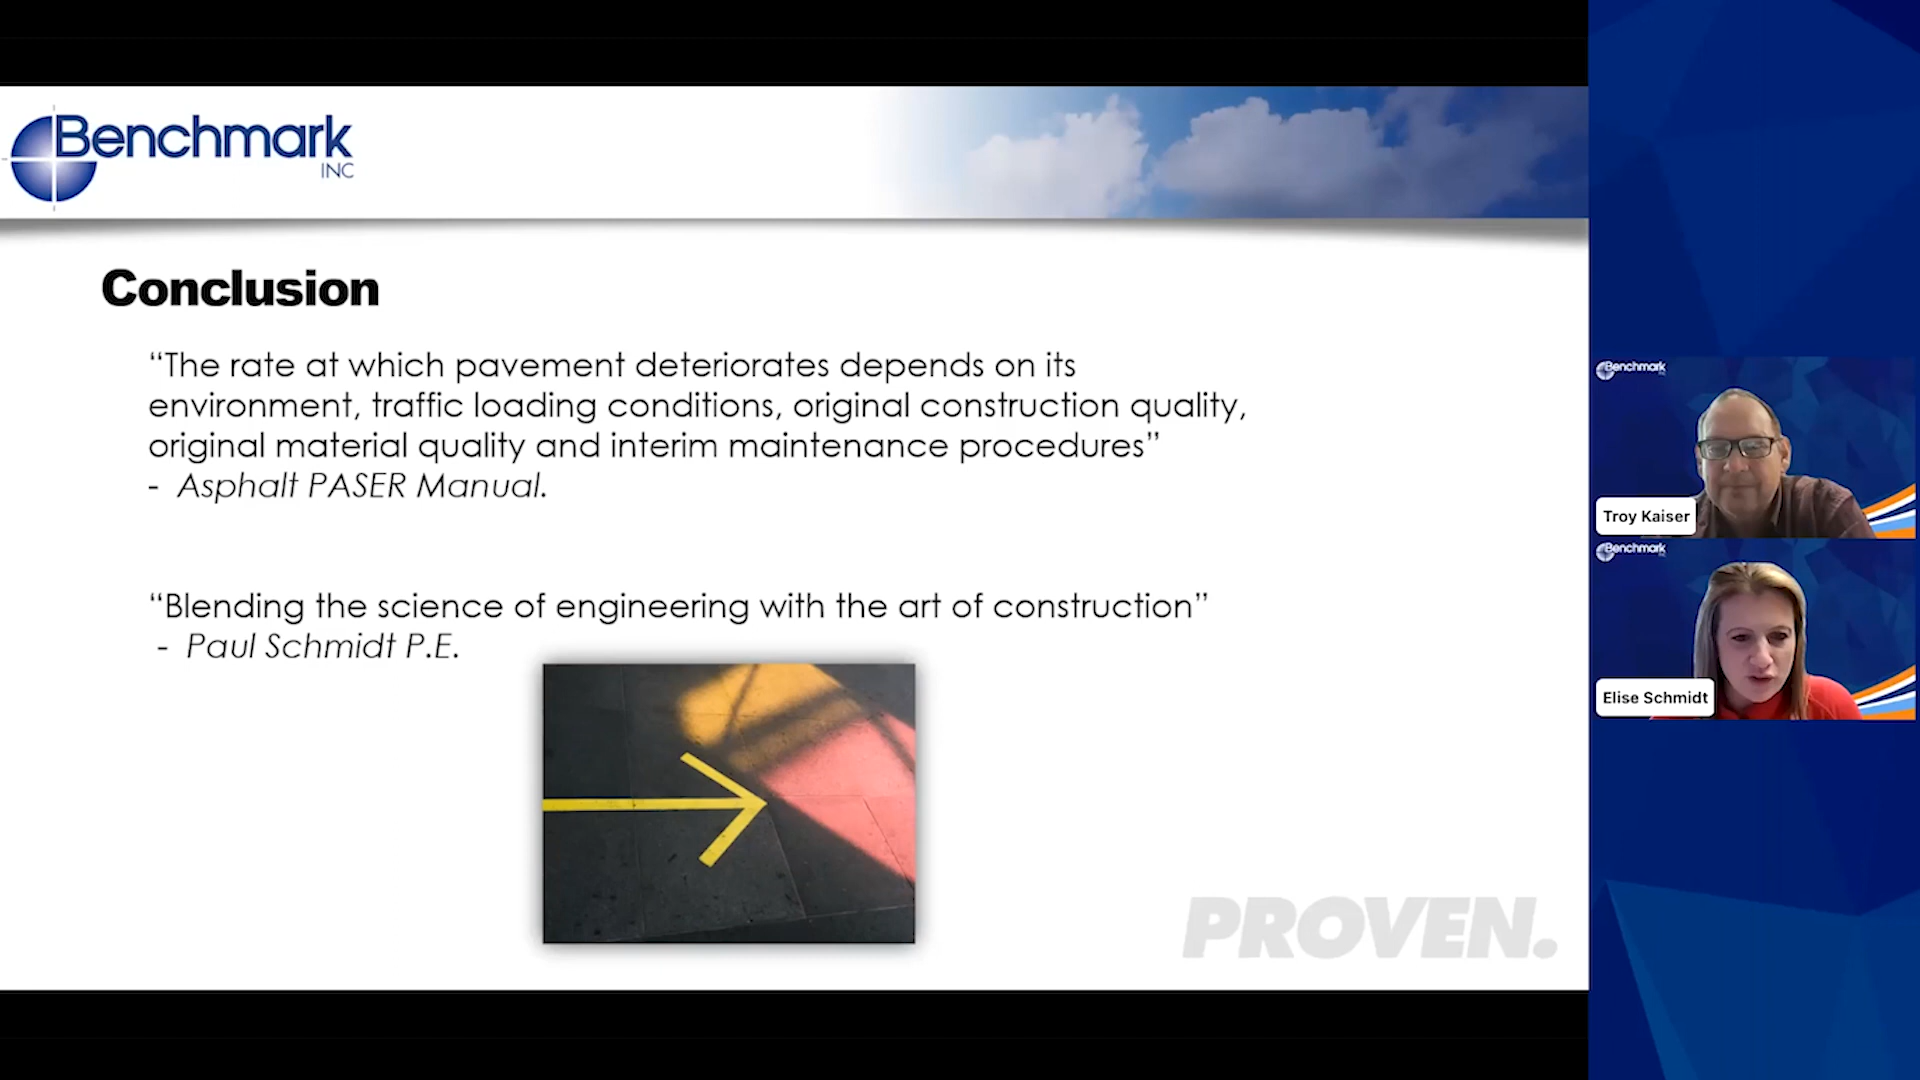 Benchmark
INC
Conclusion
“The rate at which pavement deteriorates depends on its
environment, traffic loading conditions, original construction quality,
original material quality and interim maintenance procedures”
- Asphalt PASER Manual.
“Blending the science of engineering with the art of construction”
- Paul Schmidt P.E.
PROVEN.
Benchmark
Troy Kaiser
Benchmark
Elise Schmidt